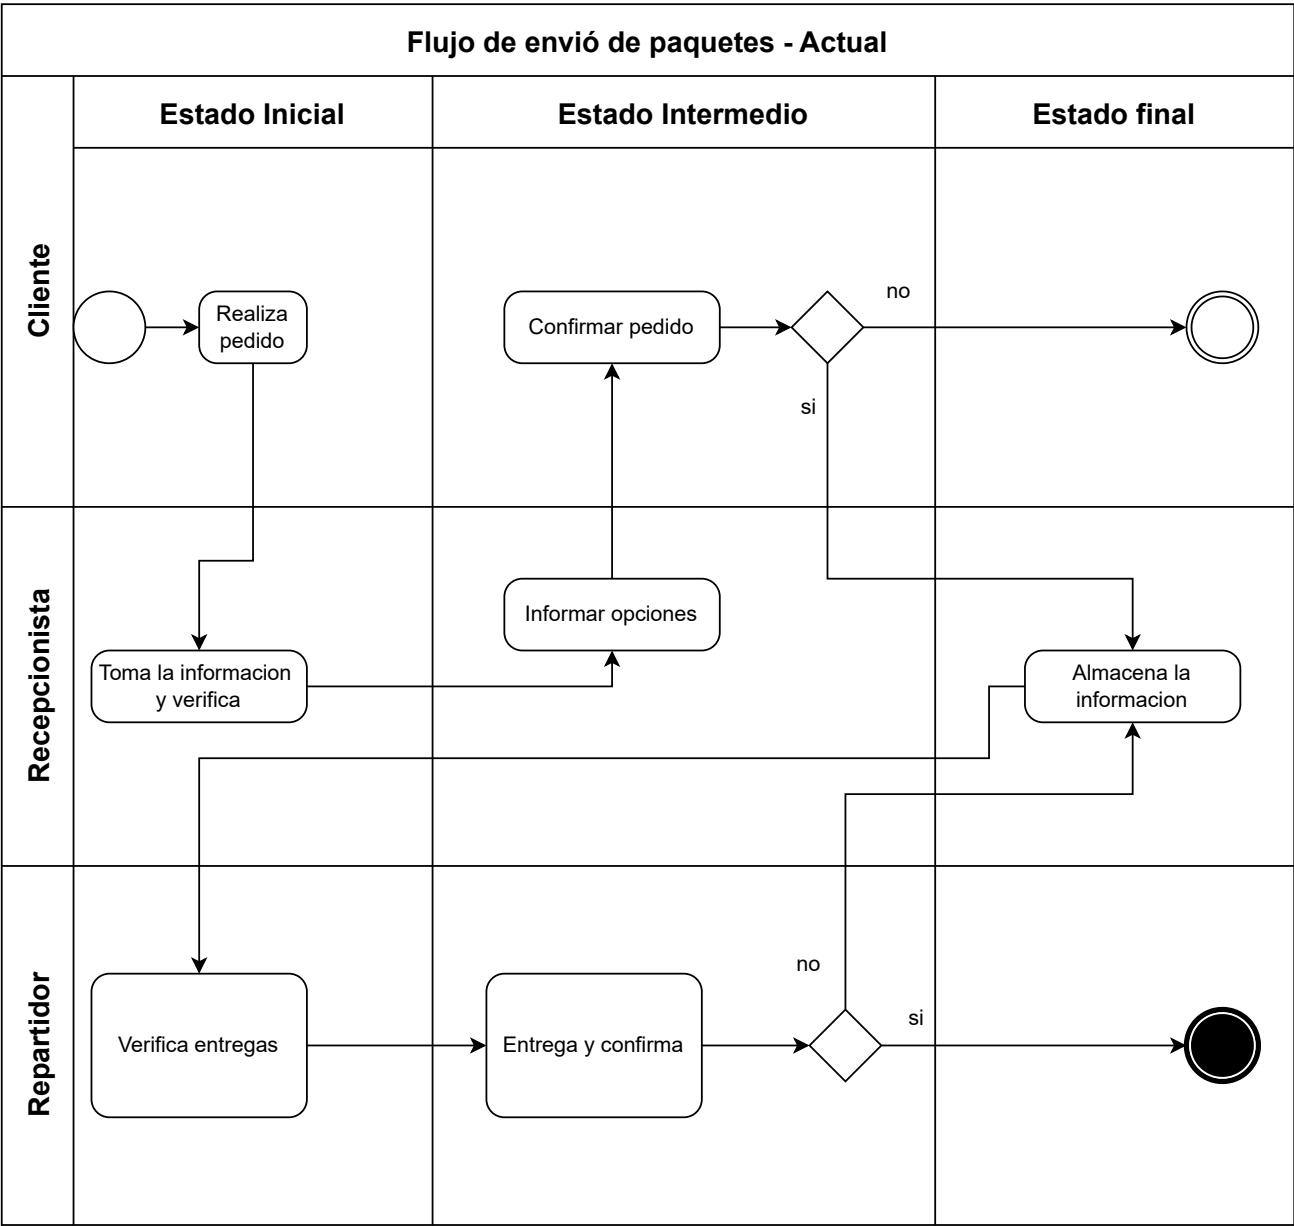 Flujo de envió de paquetes - Actual
Estado Inicial
Estado Intermedio
Estado final
Cliente
Realiza
pedido
Confirmar pedido
no
si
Recepcionista
Toma la informacion
y verifica
Informar opciones
Almacena la
informacion
Repartidor
Verifica entregas
Entrega y confirma
no
si